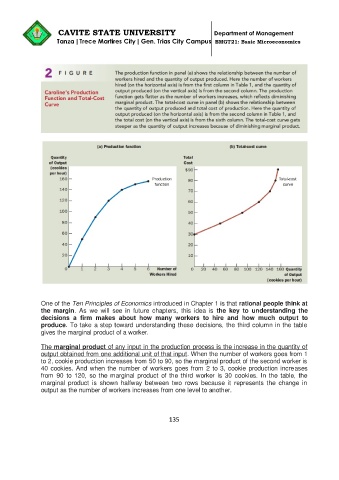 CAVITE STATE UNIVERSITY
Department of Management
Tanza | Trece Martires City | Gen. Trias City Campus
BMGT21: Basic Microeconomics
2 FIGURE
Caroline's Production
Function and Total-Cost
Curve
The production function in panel (a) shows the relationship between the number of
workers hired and the quantity of output produced. Here the number of workers
hired (on the horizontal axis) is from the first column in Table 1, and the quantity of
output produced (on the vertical axis) is from the second column. The production
function gets flatter as the number of workers increases, which reflects diminishing
marginal product. The total-cost curve in panel (b) shows the relationship between
the quantity of output produced and total cost of production. Here the quantity of
output produced (on the horizontal axis) is from the second column in Table 1, and
the total cost (on the vertical axis) is from the sixth column. The total-cost curve gets
steeper as the quantity of output increases because of diminishing marginal product.
(a) Production function
Quantity
of Output
(cookies
per hour)
160
140
120
100
80
60
40
20
Production
function
0 1 2 3 4 5 6 Number of
Workers Hired
(b) Total-cost curve
Total
Cost
$90
80
70
60
50
40
30
20
10
Total-cost
curve
0 20 40 60 80 100 120 140 160 Quantity
of Output
(cookies per hour)
One of the Ten Principles of Economics introduced in Chapter 1 is that rational people think at
the margin. As we will see in future chapters, this idea is the key to understanding the
decisions a firm makes about how many workers to hire and how much output to
produce. To take a step toward understanding these decisions, the third column in the table
gives the marginal product of a worker.
The marginal product of any input in the production process is the increase in the quantity of
output obtained from one additional unit of that input. When the number of workers goes from 1
to 2, cookie production increases from 50 to 90, so the marginal product of the second worker is
40 cookies. And when the number of workers goes from 2 to 3, cookie production increases
from 90 to 120, so the marginal product of the third worker is 30 cookies. In the table, the
marginal product is shown halfway between two rows because it represents the change in
output as the number of workers increases from one level to another.
135